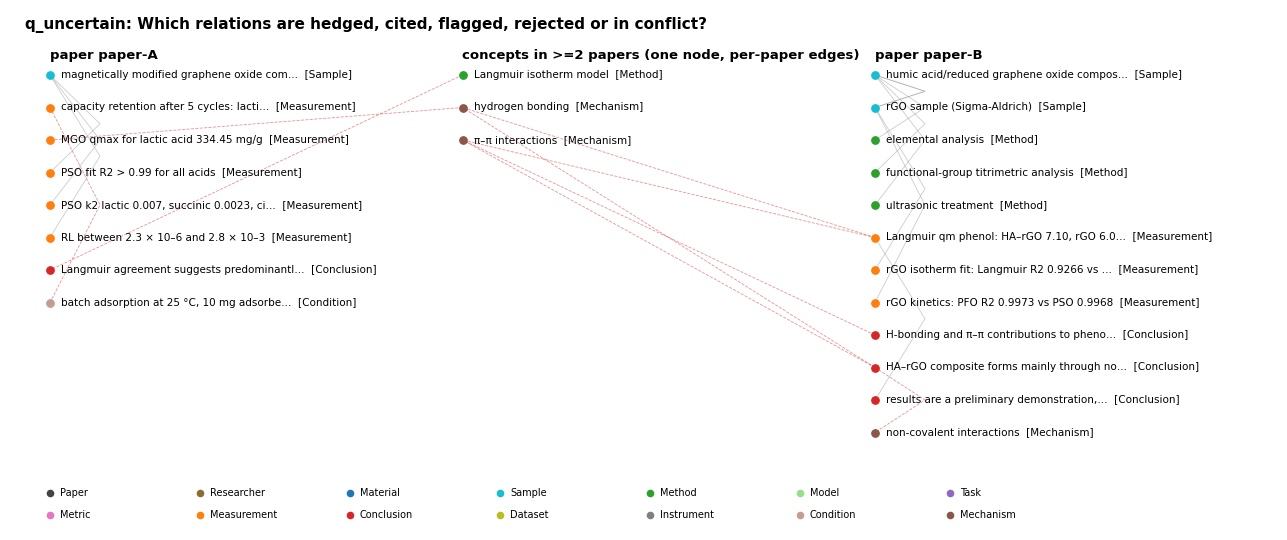 q_uncertain: Which relations are hedged, cited, flagged, rejected or in conflict?
paper paper-A
magnetically modified graphene oxide com... [Sample]
capacity retention after 5 cycles: lacti... [Measurement]
MGO qmax for lactic acid 334.45 mg/g [Measurement]
PSO fit R2 > 0.99 for all acids [Measurement]
PSO k2 lactic 0.007, succinic 0.0023, ci... [Measurement]
RL between 2.3 × 10–6 and 2.8 × 10–3 [Measurement]
Langmuir agreement suggests predominantl... [Conclusion]
batch adsorption at 25 °C, 10 mg adsorbe... [Condition]
concepts in >=2 papers (one node, per-paper edges)
Langmuir isotherm model [Method]
hydrogen bonding [Mechanism]
π–π interactions [Mechanism]
paper paper-B
humic acid/reduced graphene oxide compos... [Sample]
rGO sample (Sigma-Aldrich) [Sample]
elemental analysis [Method]
functional-group titrimetric analysis [Method]
ultrasonic treatment [Method]
Langmuir qm phenol: HA–rGO 7.10, rGO 6.0... [Measurement]
rGO isotherm fit: Langmuir R2 0.9266 vs ... [Measurement]
rGO kinetics: PFO R2 0.9973 vs PSO 0.9968 [Measurement]
H-bonding and π–π contributions to pheno... [Conclusion]
HA–rGO composite forms mainly through no... [Conclusion]
results are a preliminary demonstration,... [Conclusion]
non-covalent interactions [Mechanism]
Paper
Researcher
Material
Sample
Method
Model
Task
Metric
Measurement
Conclusion
Dataset
Instrument
Condition
Mechanism